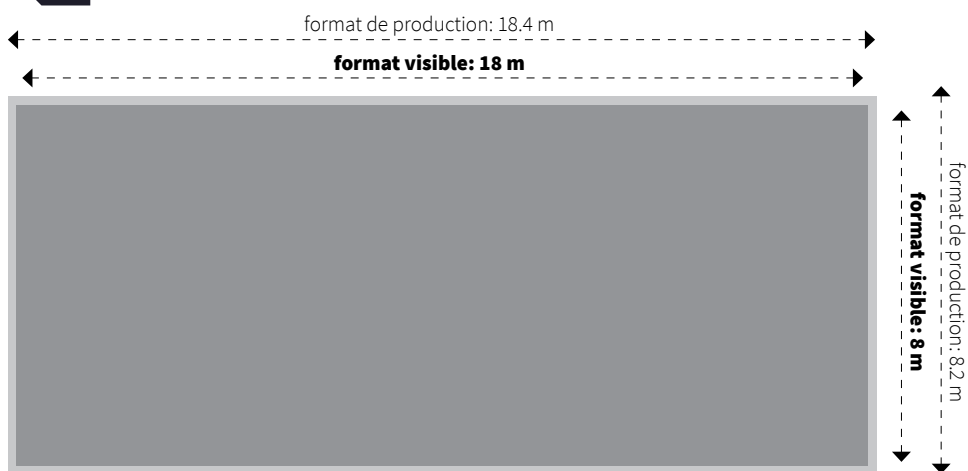 format de production: 18.4 m
format visible: 18 m
format visible: 8 m
format de production: 8.2 m